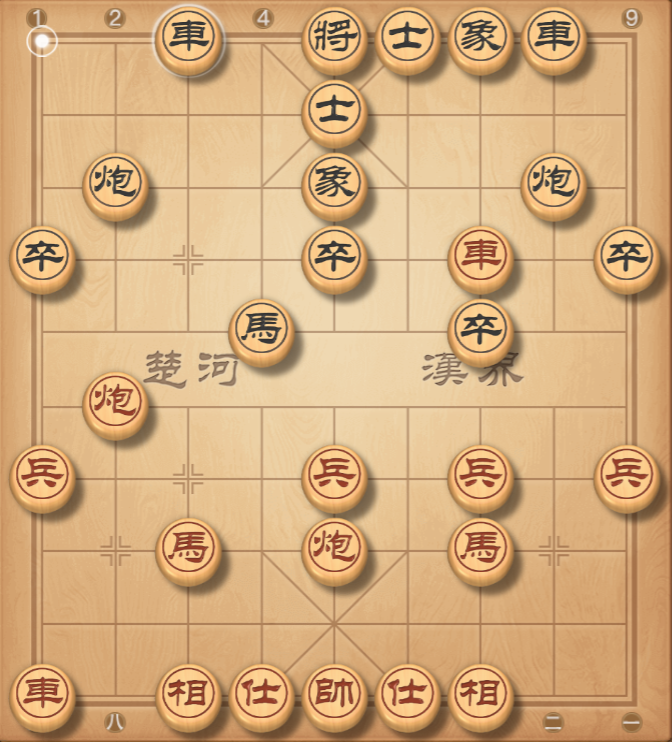 1 2 4 9
車 將 士 象 車
士
炮 象 炮
卒 卒 車 卒
馬 卒
楚河 漢界
炮
兵 兵 兵 兵
馬 炮 馬
車 相 仕 帥 仕 相
八 二 一